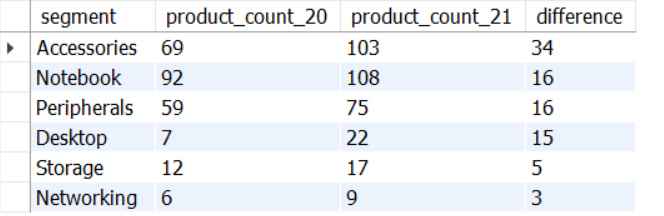 segment product_count_20 product_count_21 difference
Accessories 69 103 34
Notebook 92 108 16
Peripherals 59 75 16
Desktop 7 22 15
Storage 12 17 5
Networking 6 9 3